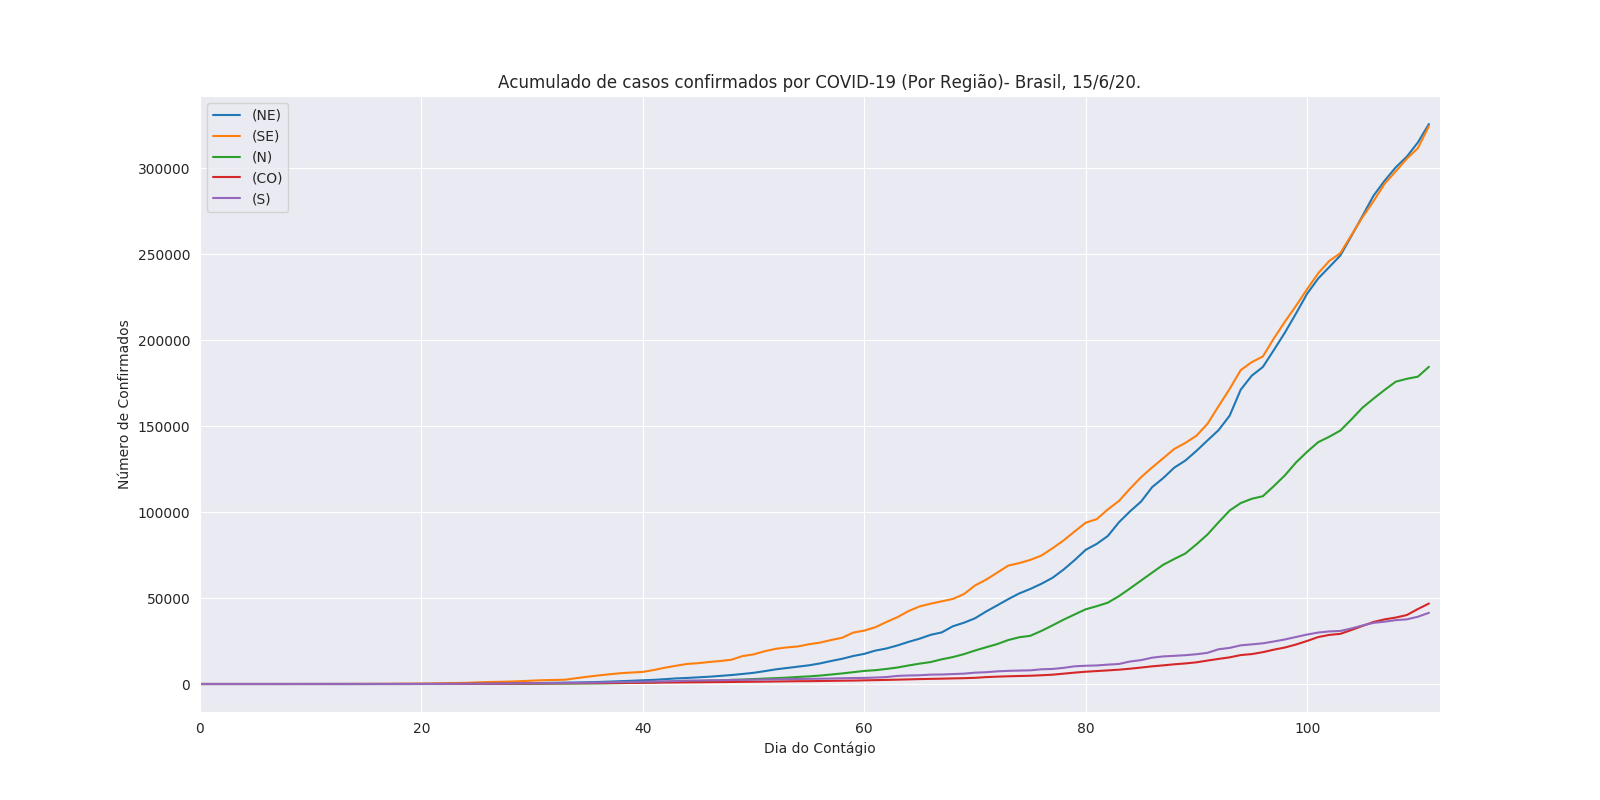 Acumulado de casos confirmados por COVID-19 (Por Região)- Brasil, 15/6/20.
(NE)
(SE)
(N)
(CO)
(S)
Número de Confirmados
300000
250000
200000
150000
100000
50000
0
0 20 40 60 80 100
Dia do Contágio